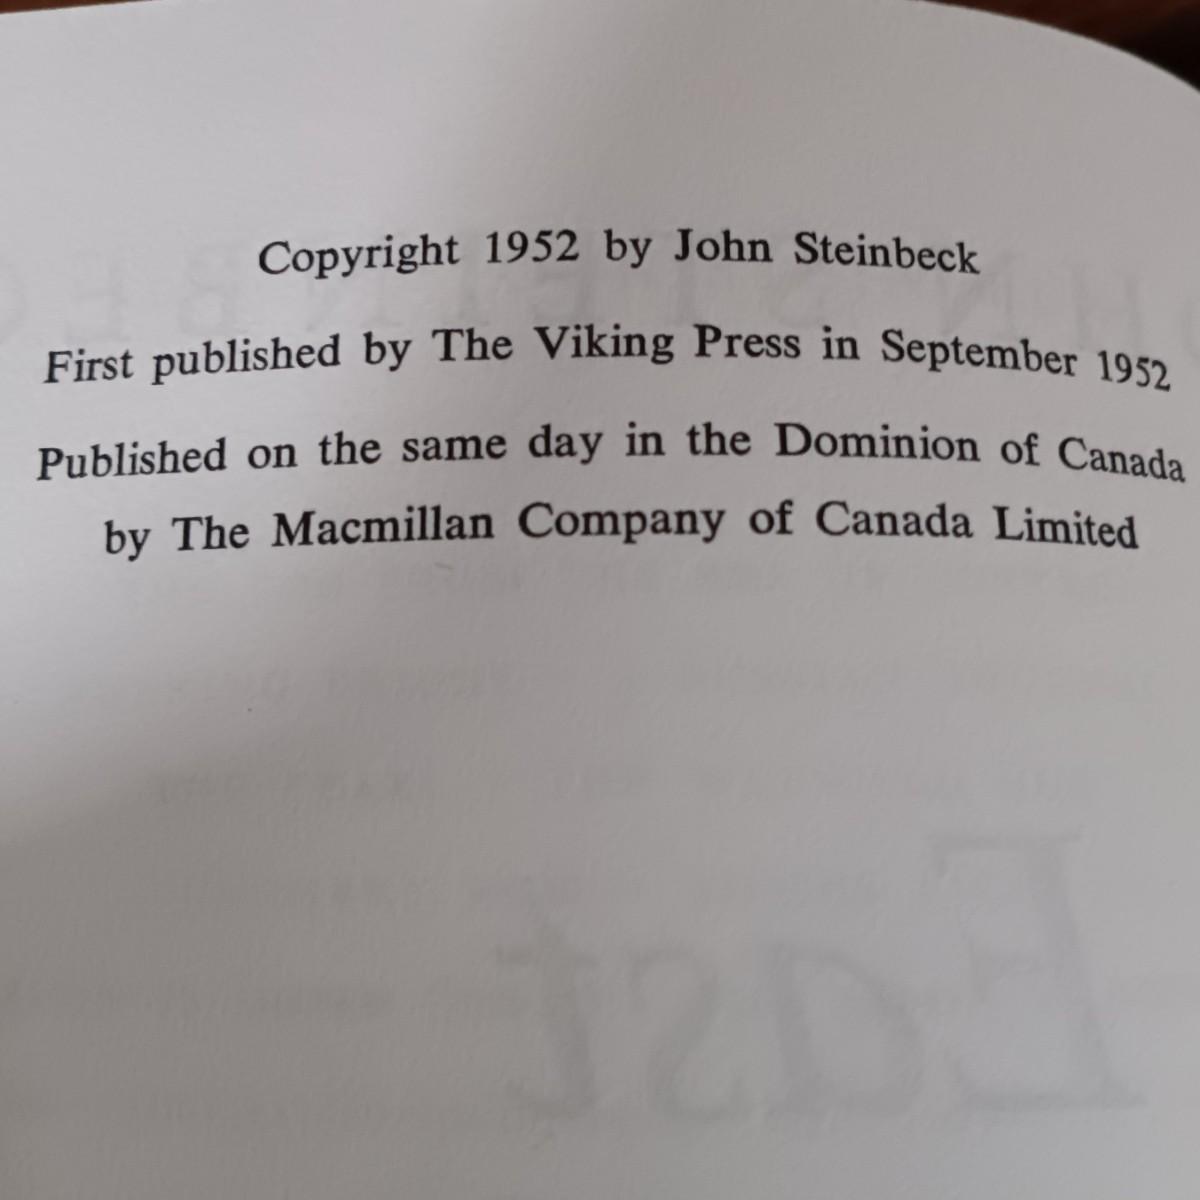 Copyright 1952 by John Steinbeck
First published by The Viking Press in September 1952
Published on the same day in the Dominion of Canada
by The Macmillan Company of Canada Limited
East